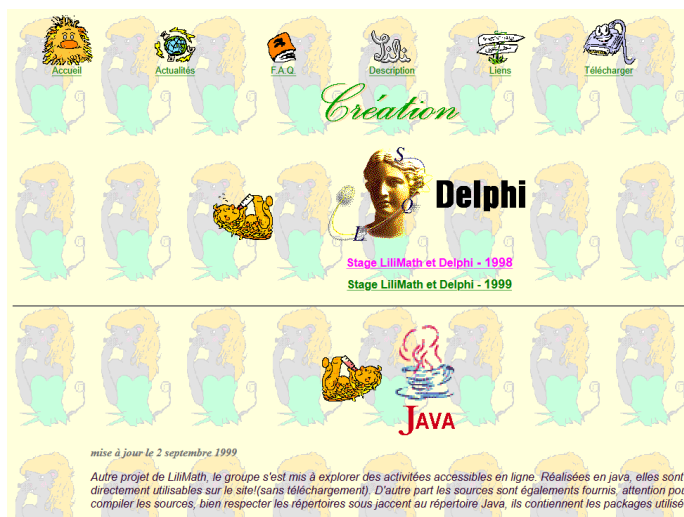 Accueil Actualités F.A.Q. Description Liens Télécharger
Création
S
Q
L
Delphi
Stage LiliMath et Delphi - 1998
Stage LiliMath et Delphi - 1999
JAVA
mise à jour le 2 septembre 1999
Autre projet de LiliMath, le groupe s'est mis à explorer des activitées accessibles en ligne. Réalisées en java, elles sont
directement utilisables sur le site!(sans téléchargement). D'autre part les sources sont égalements fournis, attention pou
compiler les sources, bien respecter les répertoires sous jaccent au répertoire Java, ils contiennent les packages utilisé